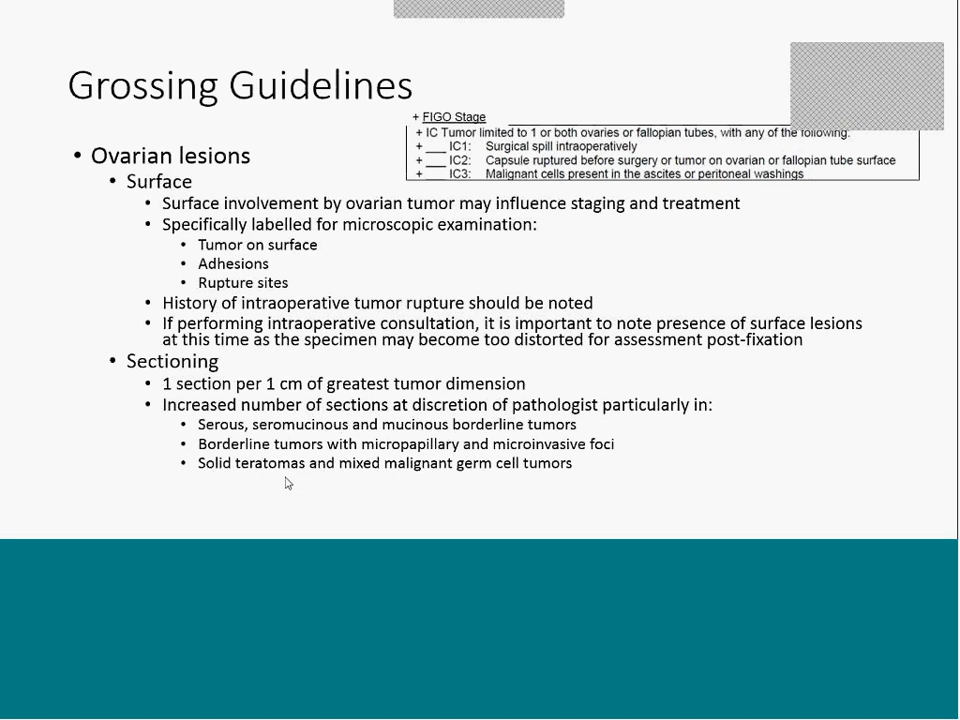 Grossing Guidelines
+ FIGO Stage
+ IC Tumor limited to 1 or both ovaries or fallopian tubes, with any of the following:
+ ___ IC1: Surgical spill intraoperatively
+ ___ IC2: Capsule ruptured before surgery or tumor on ovarian or fallopian tube surface
+ ___ IC3: Malignant cells present in the ascites or peritoneal washings
• Ovarian lesions
• Surface
• Surface involvement by ovarian tumor may influence staging and treatment
• Specifically labelled for microscopic examination:
• Tumor on surface
• Adhesions
• Rupture sites
• History of intraoperative tumor rupture should be noted
• If performing intraoperative consultation, it is important to note presence of surface lesions
at this time as the specimen may become too distorted for assessment post-fixation
• Sectioning
• 1 section per 1 cm of greatest tumor dimension
• Increased number of sections at discretion of pathologist particularly in:
• Serous, seromucinous and mucinous borderline tumors
• Borderline tumors with micropapillary and microinvasive foci
• Solid teratomas and mixed malignant germ cell tumors